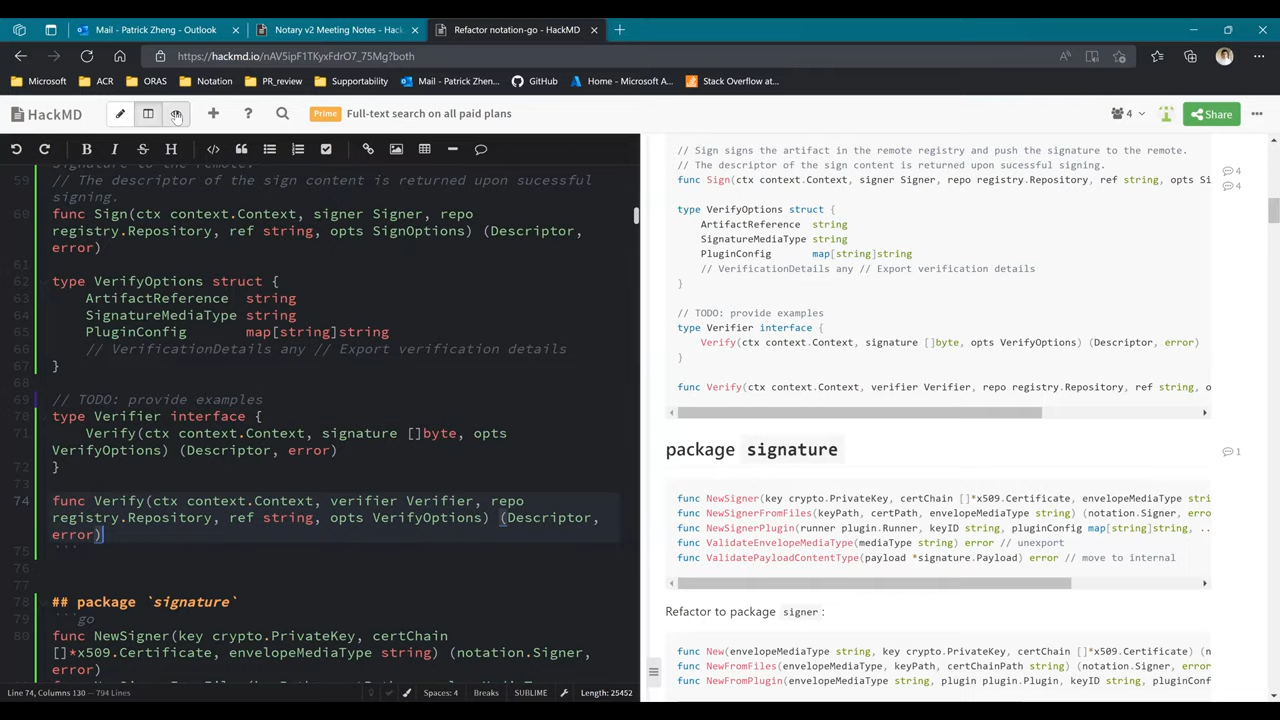 Mail - Patrick Zheng - Outlook
Notary v2 Meeting Notes - Hack
Refactor notation-go - HackMD
https://hackmd.io/nAV5ipF1TKyxFdrO7_75Mg?both
Microsoft
ACR
ORAS
Notation
PR_review
Supportability
Mail - Patrick Zhen...
GitHub
Home - Microsoft A...
Stack Overflow at...
HackMD
Prime
Full-text search on all paid plans
4
Share
59
// The descriptor of the sign content is returned upon sucessful
signing.
60 func Sign(ctx context.Context, signer Signer, repo
registry.Repository, ref string, opts SignOptions) (Descriptor,
error)
61
62 type VerifyOptions struct {
63 ArtifactReference string
64 SignatureMediaType string
65 PluginConfig map[string]string
66 // VerificationDetails any // Export verification details
67 }
68
69 // TODO: provide examples
70 type Verifier interface {
71 Verify(ctx context.Context, signature []byte, opts
VerifyOptions) (Descriptor, error)
72 }
73
74 func Verify(ctx context.Context, verifier Verifier, repo
registry.Repository, ref string, opts VerifyOptions) (Descriptor,
error)
75 ```
76
77
78 ## package `signature`
79 ```go
80 func NewSigner(key crypto.PrivateKey, certChain
[]*x509.Certificate, envelopeMediaType string) (notation.Signer,
error)
Line 74, Columns 130 — 794 Lines
Spaces: 4
Breaks
SUBLIME
Length: 25452
// Sign signs the artifact in the remote registry and push the signature to the remote.
// The descriptor of the sign content is returned upon sucessful signing.
func Sign(ctx context.Context, signer Signer, repo registry.Repository, ref string, opts Si
4
4
type VerifyOptions struct {
ArtifactReference string
SignatureMediaType string
PluginConfig map[string]string
// VerificationDetails any // Export verification details
}
// TODO: provide examples
type Verifier interface {
Verify(ctx context.Context, signature []byte, opts VerifyOptions) (Descriptor, error)
}
func Verify(ctx context.Context, verifier Verifier, repo registry.Repository, ref string, o
package signature
1
func NewSigner(key crypto.PrivateKey, certChain []*x509.Certificate, envelopeMediaType stri
func NewSignerFromFiles(keyPath, certPath, envelopeMediaType string) (notation.Signer, erro
func NewSignerPlugin(runner plugin.Runner, keyID string, pluginConfig map[string]string, ..
func ValidateEnvelopeMediaType(mediaType string) error // unexport
func ValidatePayloadContentType(payload *signature.Payload) error // move to internal
Refactor to package signer:
func New(envelopeMediaType string, key crypto.PrivateKey, certChain []*x509.Certificate) (n
func NewFromFiles(envelopeMediaType, keyPath, certChainPath string) (notation.Signer, error
func NewFromPlugin(plugin plugin.Plugin, keyID string, envelopeMediaType string, pluginConf